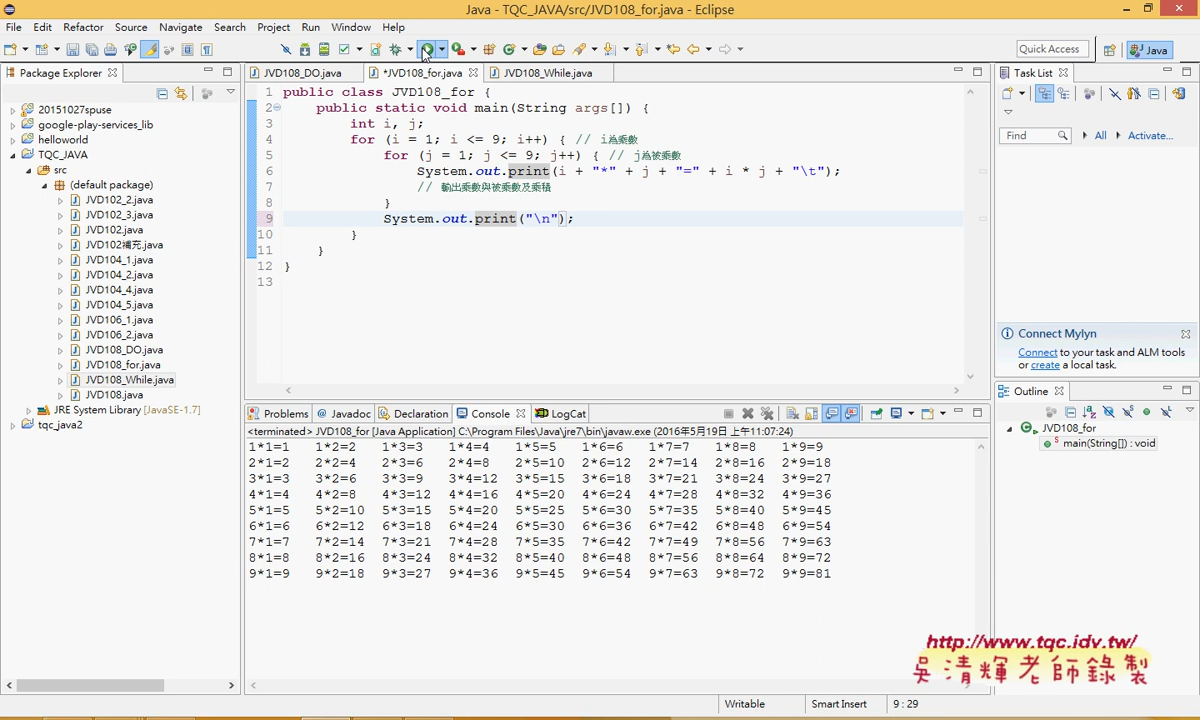 Java - TQC_JAVA/src/JVD108_for.java - Eclipse
File Edit Refactor Source Navigate Search Project Run Window Help
Quick Access
Java
Package Explorer
20151027spuse
google-play-services_lib
helloworld
TQC_JAVA
src
(default package)
JVD102_2.java
JVD102_3.java
JVD102.java
JVD102補充.java
JVD104_1.java
JVD104_2.java
JVD104_4.java
JVD104_5.java
JVD106_1.java
JVD106_2.java
JVD108_DO.java
JVD108_for.java
JVD108_While.java
JVD108.java
JRE System Library [JavaSE-1.7]
tqc_java2
JVD108_DO.java *JVD108_for.java JVD108_While.java
1 public class JVD108_for {
2 public static void main(String args[]) {
3 int i, j;
4 for (i = 1; i <= 9; i++) { // i為乘數
5 for (j = 1; j <= 9; j++) { // j為被乘數
6 System.out.print(i + "*" + j + "=" + i * j + "\t");
7 // 輸出乘數與被乘數及乘積
8 }
9 System.out.print("\n");
10 }
11 }
12 }
13
Problems Javadoc Declaration Console LogCat
<terminated> JVD108_for [Java Application] C:\Program Files\Java\jre7\bin\javaw.exe (2016年5月19日 上午11:07:24)
1*1=1 1*2=2 1*3=3 1*4=4 1*5=5 1*6=6 1*7=7 1*8=8 1*9=9
2*1=2 2*2=4 2*3=6 2*4=8 2*5=10 2*6=12 2*7=14 2*8=16 2*9=18
3*1=3 3*2=6 3*3=9 3*4=12 3*5=15 3*6=18 3*7=21 3*8=24 3*9=27
4*1=4 4*2=8 4*3=12 4*4=16 4*5=20 4*6=24 4*7=28 4*8=32 4*9=36
5*1=5 5*2=10 5*3=15 5*4=20 5*5=25 5*6=30 5*7=35 5*8=40 5*9=45
6*1=6 6*2=12 6*3=18 6*4=24 6*5=30 6*6=36 6*7=42 6*8=48 6*9=54
7*1=7 7*2=14 7*3=21 7*4=28 7*5=35 7*6=42 7*7=49 7*8=56 7*9=63
8*1=8 8*2=16 8*3=24 8*4=32 8*5=40 8*6=48 8*7=56 8*8=64 8*9=72
9*1=9 9*2=18 9*3=27 9*4=36 9*5=45 9*6=54 9*7=63 9*8=72 9*9=81
Task List
Find All Activate...
Connect Mylyn
Connect to your task and ALM tools
or create a local task.
Outline
JVD108_for
main(String[]) : void
http://www.tqc.idv.tw/
吳清輝老師錄製
Writable Smart Insert 9 : 29